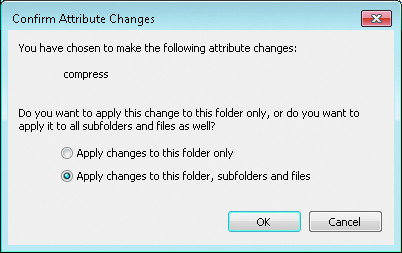 Confirm Attribute Changes
You have chosen to make the following attribute changes:
compress
Do you want to apply this change to this folder only, or do you want to
apply it to all subfolders and files as well?
Apply changes to this folder only
Apply changes to this folder, subfolders and files
OK
Cancel